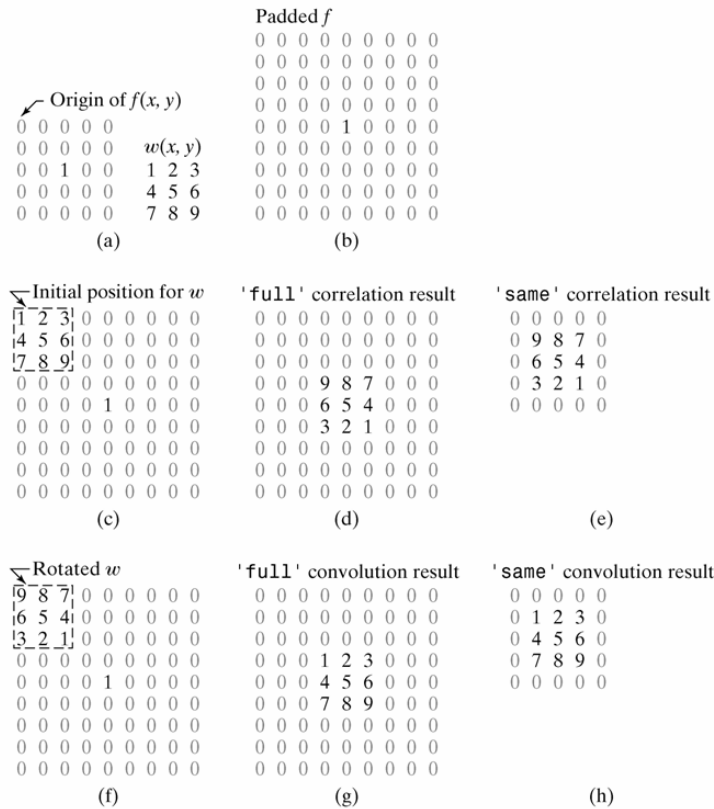 Padded f
0 0 0 0 0 0 0 0 0
0 0 0 0 0 0 0 0 0
0 0 0 0 0 0 0 0 0
0 0 0 0 0 0 0 0 0
0 0 0 0 1 0 0 0 0
0 0 0 0 0 0 0 0 0
0 0 0 0 0 0 0 0 0
0 0 0 0 0 0 0 0 0
0 0 0 0 0 0 0 0 0
Origin of f(x, y)
0 0 0 0 0
0 0 0 0 0
0 0 1 0 0
0 0 0 0 0
0 0 0 0 0
w(x, y)
1 2 3
4 5 6
7 8 9
(a)
(b)
Initial position for w
1 2 3 0 0 0 0 0 0
4 5 6 0 0 0 0 0 0
7 8 9 0 0 0 0 0 0
0 0 0 0 0 0 0 0 0
0 0 0 0 1 0 0 0 0
0 0 0 0 0 0 0 0 0
0 0 0 0 0 0 0 0 0
0 0 0 0 0 0 0 0 0
0 0 0 0 0 0 0 0 0
(c)
'full' correlation result
0 0 0 0 0 0 0 0 0
0 0 0 0 0 0 0 0 0
0 0 0 0 0 0 0 0 0
0 0 0 9 8 7 0 0 0
0 0 0 6 5 4 0 0 0
0 0 0 3 2 1 0 0 0
0 0 0 0 0 0 0 0 0
0 0 0 0 0 0 0 0 0
0 0 0 0 0 0 0 0 0
(d)
'same' correlation result
0 0 0 0 0
0 9 8 7 0
0 6 5 4 0
0 3 2 1 0
0 0 0 0 0
(e)
Rotated w
9 8 7 0 0 0 0 0 0
6 5 4 0 0 0 0 0 0
3 2 1 0 0 0 0 0 0
0 0 0 0 0 0 0 0 0
0 0 0 0 1 0 0 0 0
0 0 0 0 0 0 0 0 0
0 0 0 0 0 0 0 0 0
0 0 0 0 0 0 0 0 0
0 0 0 0 0 0 0 0 0
(f)
'full' convolution result
0 0 0 0 0 0 0 0 0
0 0 0 0 0 0 0 0 0
0 0 0 0 0 0 0 0 0
0 0 0 1 2 3 0 0 0
0 0 0 4 5 6 0 0 0
0 0 0 7 8 9 0 0 0
0 0 0 0 0 0 0 0 0
0 0 0 0 0 0 0 0 0
0 0 0 0 0 0 0 0 0
(g)
'same' convolution result
0 0 0 0 0
0 1 2 3 0
0 4 5 6 0
0 7 8 9 0
0 0 0 0 0
(h)